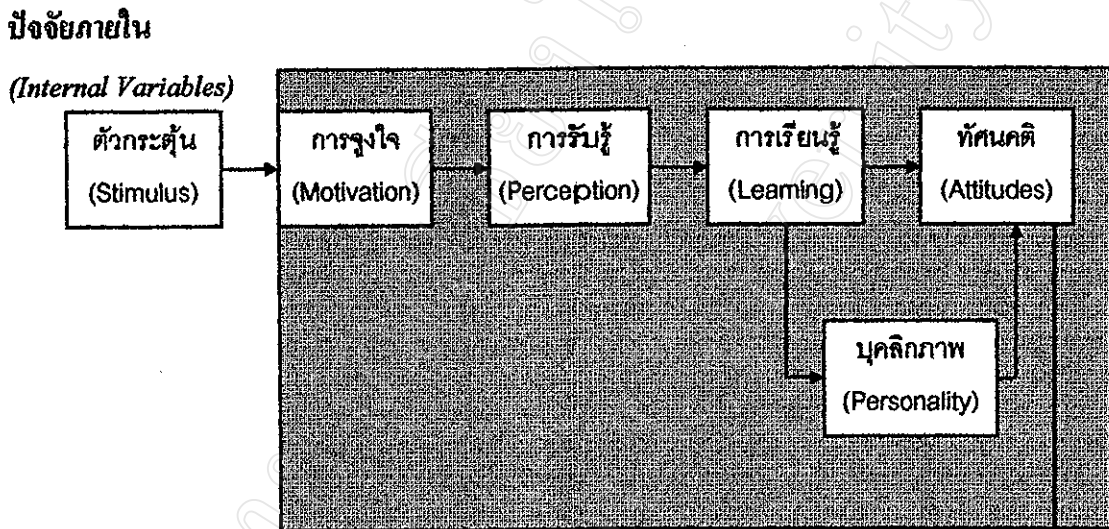 ปัจจัยภายใน
(Internal Variables)
ตัวกระตุ้น
(Stimulus)
การจูงใจ
(Motivation)
การรับรู้
(Perception)
การเรียนรู้
(Learning)
ทัศนคติ
(Attitudes)
บุคลิกภาพ
(Personality)